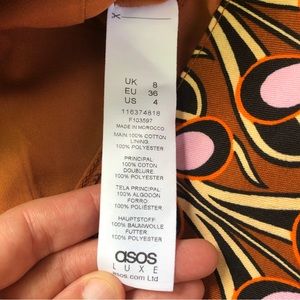 UK 8
EU 36
US 4
116374818
F103597
MADE IN MOROCCO
MAIN 100% COTTON
LINING
100% POLYESTER
PRINCIPAL
100% COTON
DOUBLURE
100% POLYESTER
TELA PRINCIPAL
100% ALGODÓN
FORRO
100% POLIÉSTER
HAUPTSTOFF
100% BAUMWOLLE
FUTTER
100% POLYESTER
asos
LUXE
asos.com Ltd